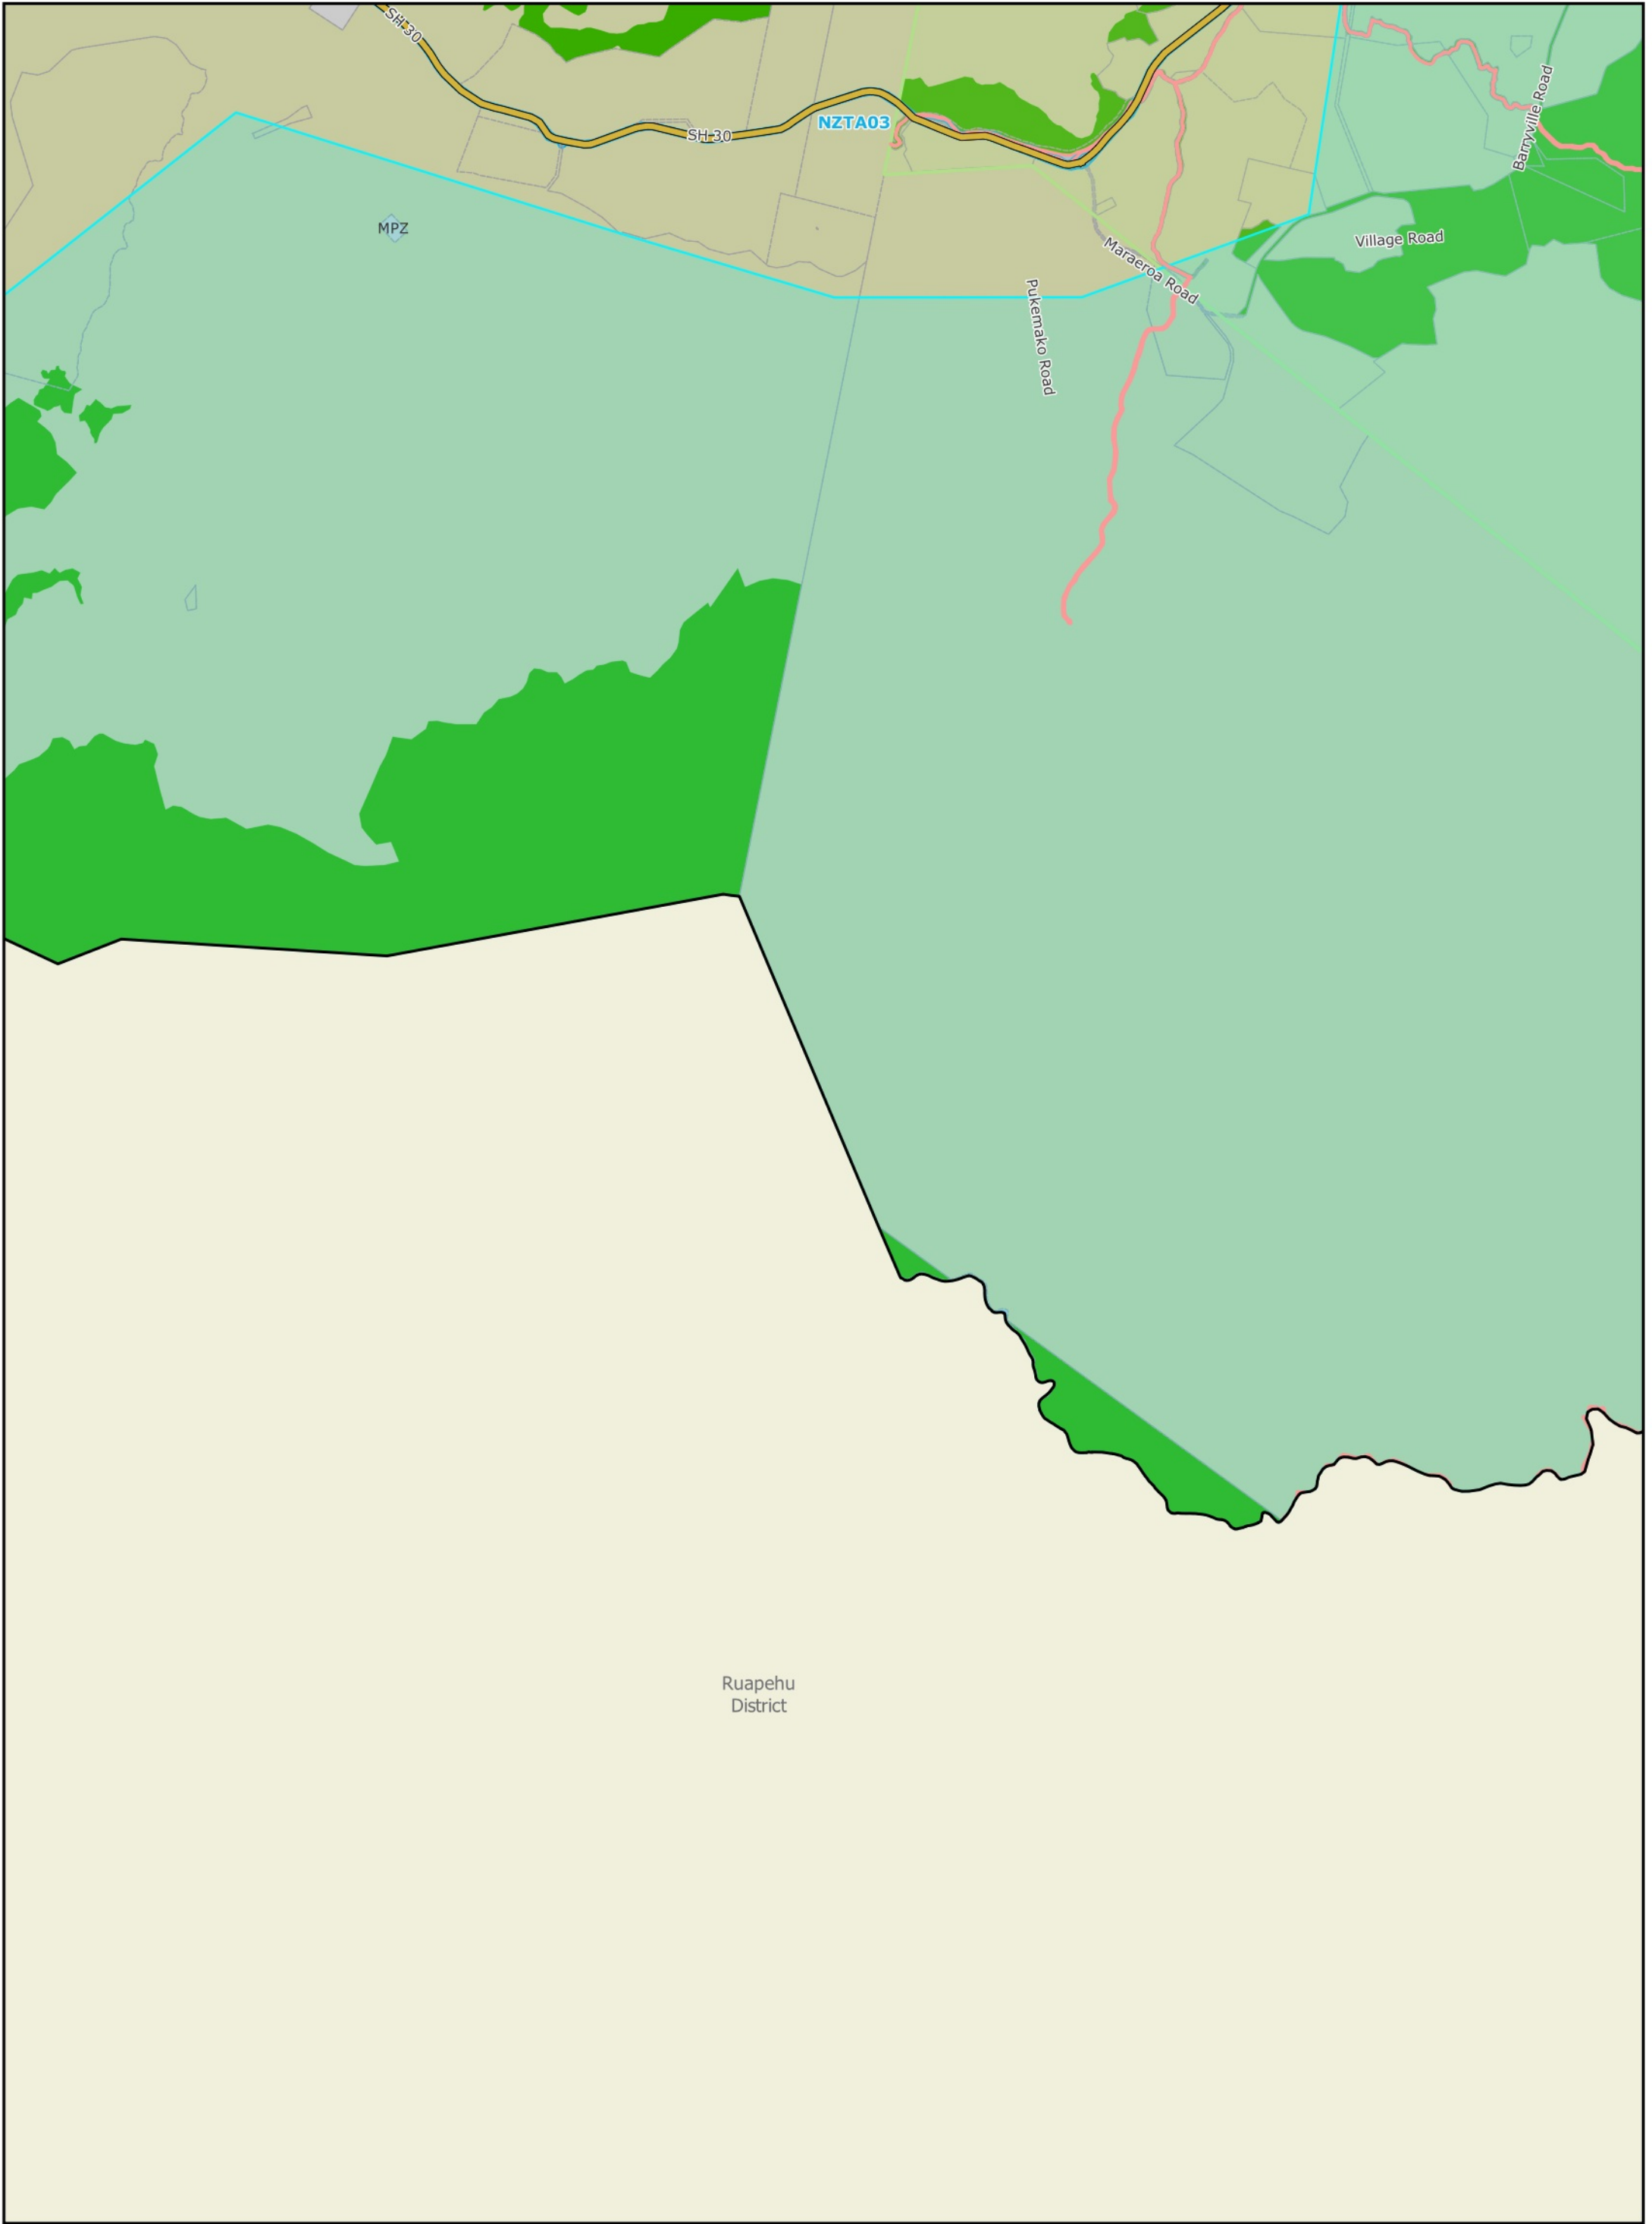 SH 30
Barryville Road
NZTA03
SH 30
MPZ
Village Road
Maraeroa Road
Pukemako Road
Ruapehu
District